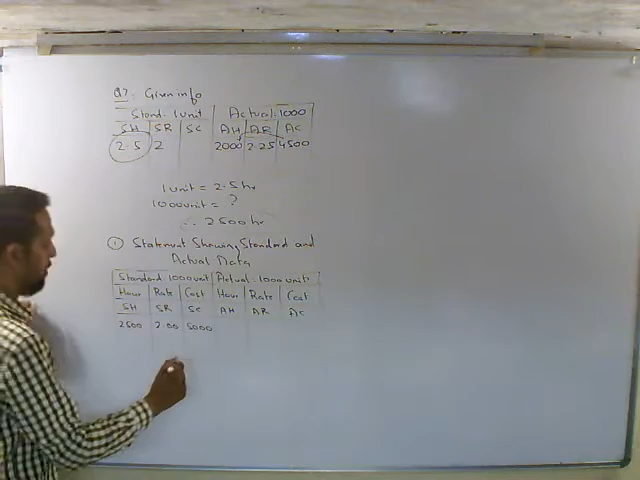 Q7: Given info
Stand: 1 Unit Actual: 1000
SH SR SC AH AR AC
2.5 2 2000 2.25 4500
1 unit = 2.5 hr
1000 unit = ?
∴ 2500 hr
① Statement Showing Standard and
Actual Data
Standard 1000 unit Actual: 1000 units
Hour Rate Cost Hour Rate Cost
SH SR SC AH AR AC
2500 2.00 5000